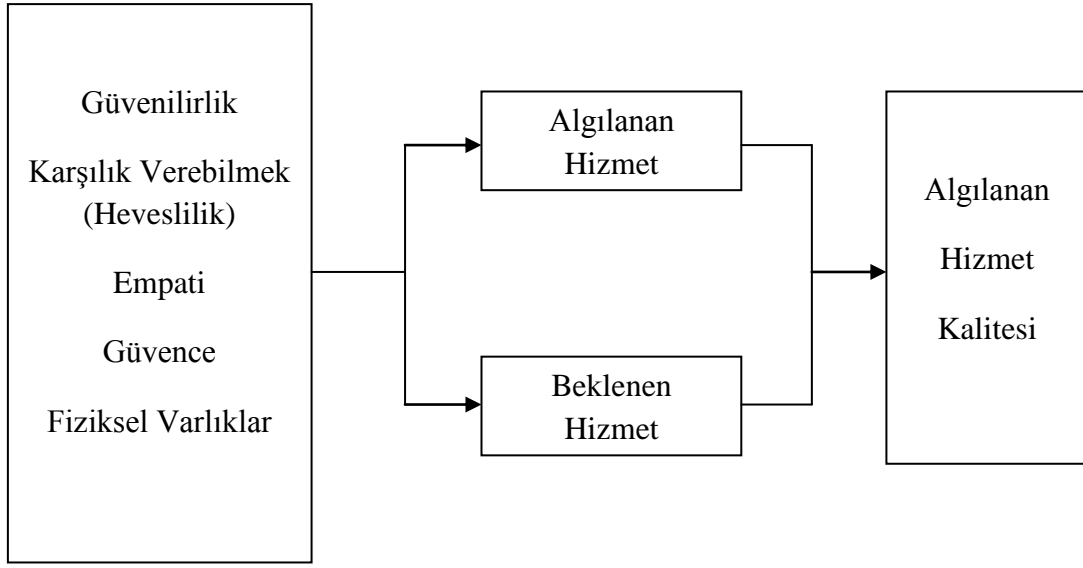 Güvenilirlik
Karşılık Verebilmek
(Heveslilik)
Empati
Güvence
Fiziksel Varlıklar
Algılanan
Hizmet
Beklenen
Hizmet
Algılanan
Hizmet
Kalitesi